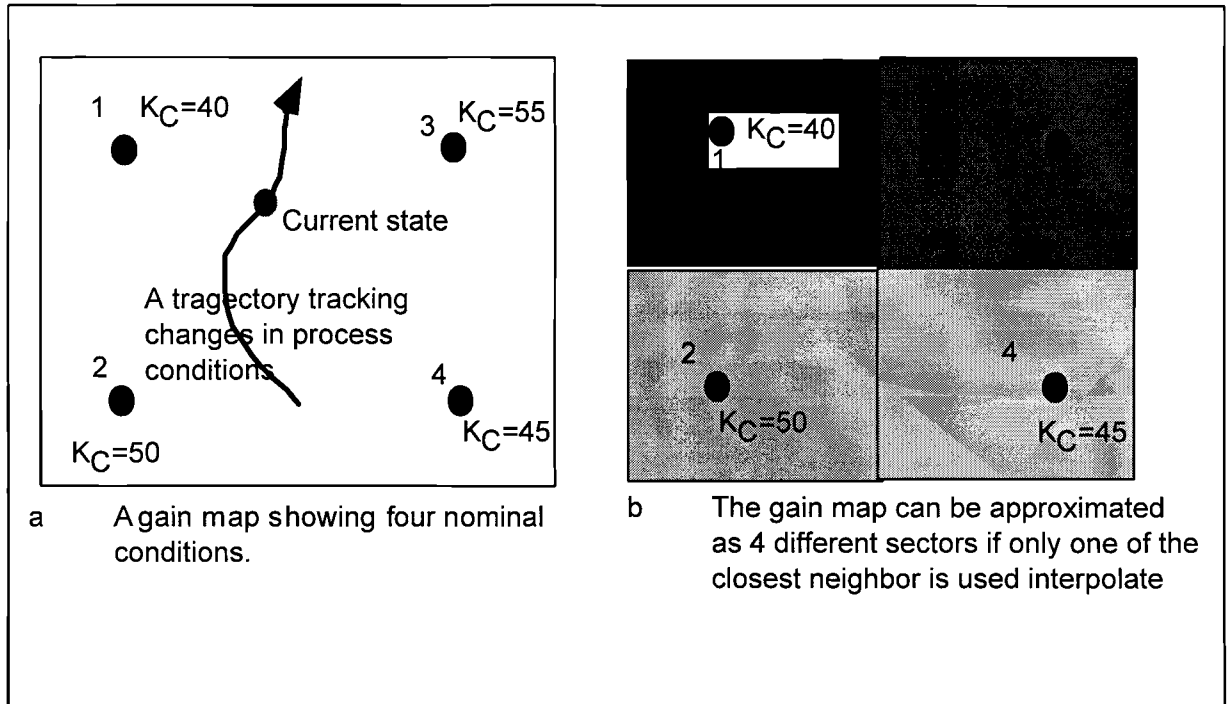 1 K_C=40
3 K_C=55
Current state
A tragectory tracking
changes in process
conditions
2
4
K_C=50
K_C=45
a A gain map showing four nominal
conditions.
K_C=40
1
2
4
K_C=50
K_C=45
b The gain map can be approximated
as 4 different sectors if only one of the
closest neighbor is used interpolate